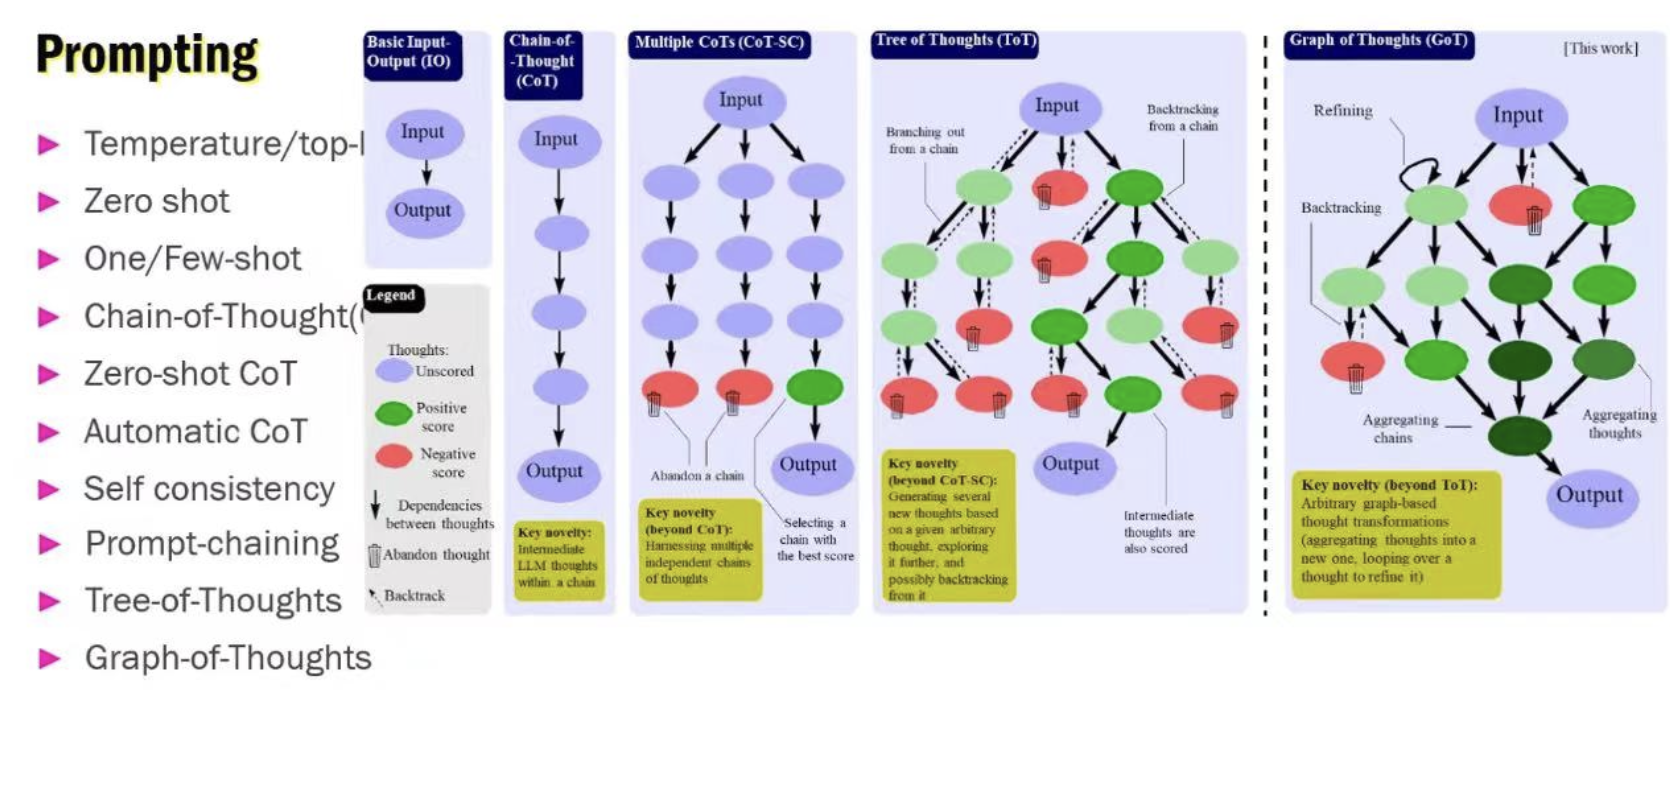 Prompting
Temperature/top-
Zero shot
One/Few-shot
Chain-of-Thought(
Zero-shot CoT
Automatic CoT
Self consistency
Prompt-chaining
Tree-of-Thoughts
Graph-of-Thoughts
Basic Input-
Output (IO)
Input
Output
Legend
Thoughts:
Unscored
Positive
score
Negative
score
Dependencies
between thoughts
Abandon thought
Backtrack
Chain-of-
-Thought
(CoT)
Input
Output
Key novelty:
Intermediate
LLM thoughts
within a chain
Multiple CoTs (CoT-SC)
Input
Abandon a chain
Output
Key novelty
(beyond CoT):
Harnessing multiple
independent chains
of thoughts
Selecting a
chain with
the best score
Tree of Thoughts (ToT)
Input
Branching out
from a chain
Backtracking
from a chain
Key novelty
(beyond CoT-SC):
Generating several
new thoughts based
on a given arbitrary
thought, exploring
it further, and
possibly backtracking
from it
Output
Intermediate
thoughts are
also scored
Graph of Thoughts (GoT)
[This work]
Refining
Input
Backtracking
Aggregating
chains
Aggregating
thoughts
Key novelty (beyond ToT):
Arbitrary graph-based
thought transformations
(aggregating thoughts into a
new one, looping over a
thought to refine it)
Output